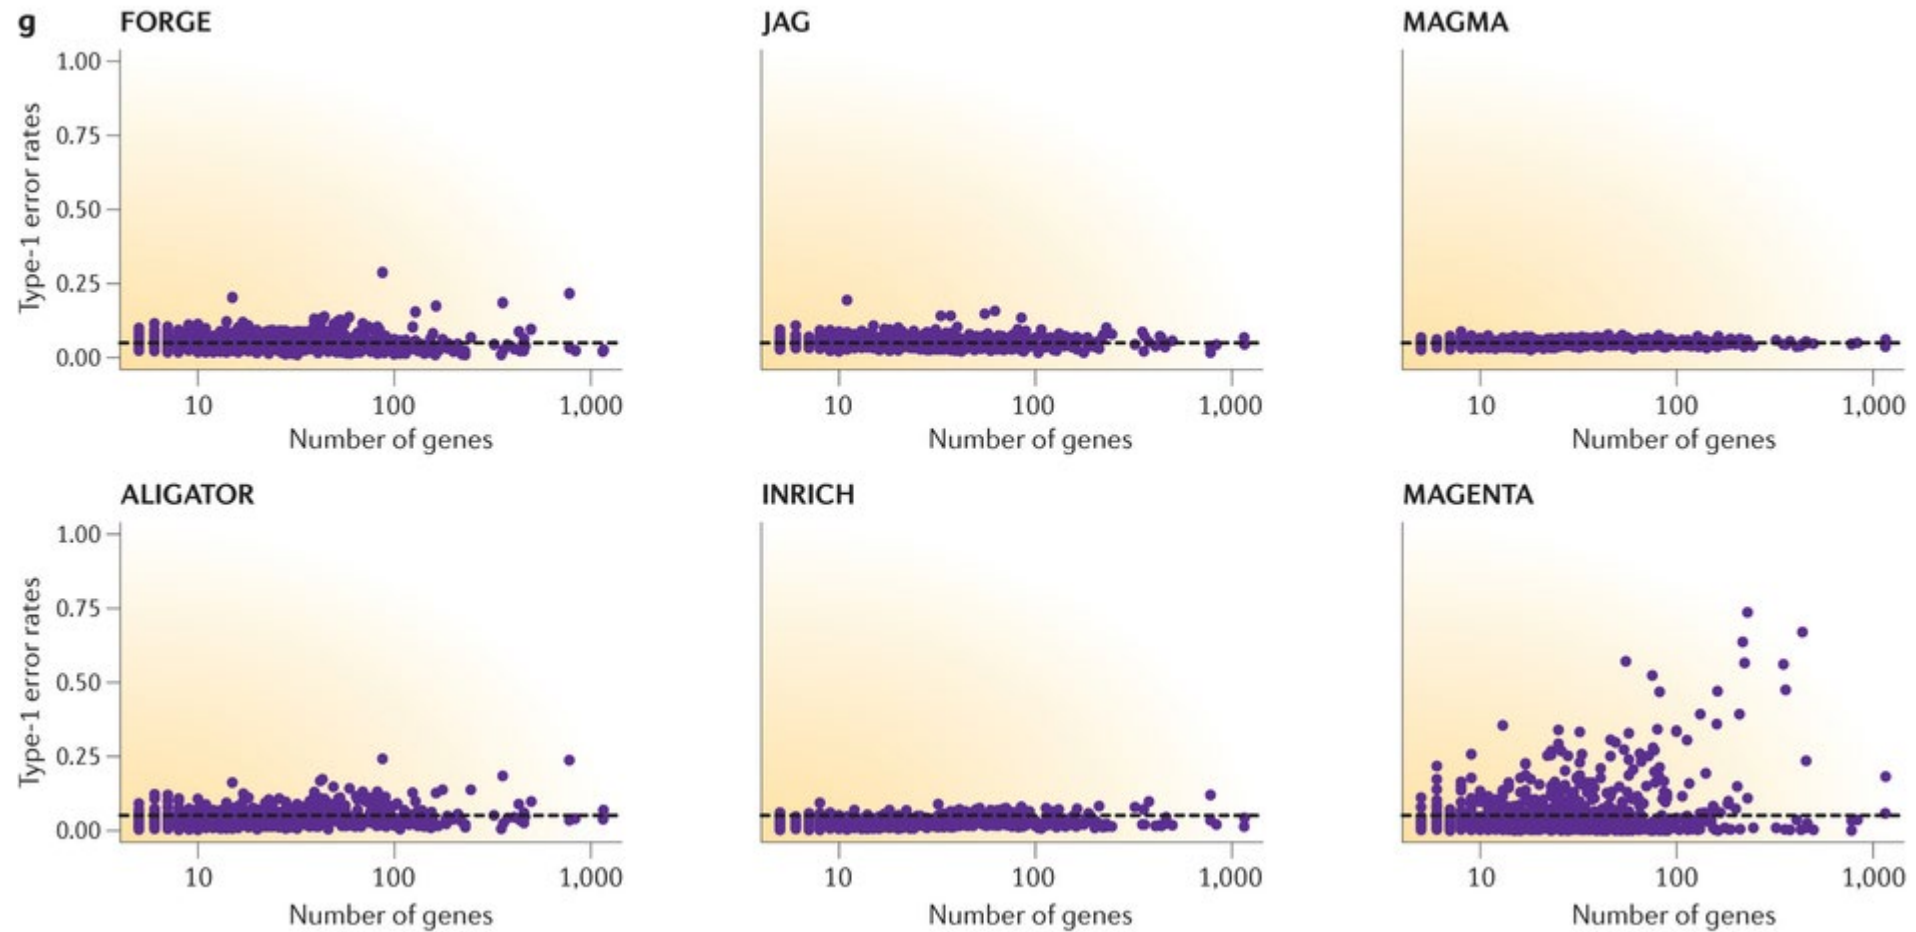 g
FORGE
JAG
MAGMA
Type-1 error rates
1.00
0.75
0.50
0.25
0.00
10
100
1,000
10
100
1,000
10
100
1,000
Number of genes
Number of genes
Number of genes
ALIGATOR
INRICH
MAGENTA
Type-1 error rates
1.00
0.75
0.50
0.25
0.00
10
100
1,000
10
100
1,000
10
100
1,000
Number of genes
Number of genes
Number of genes